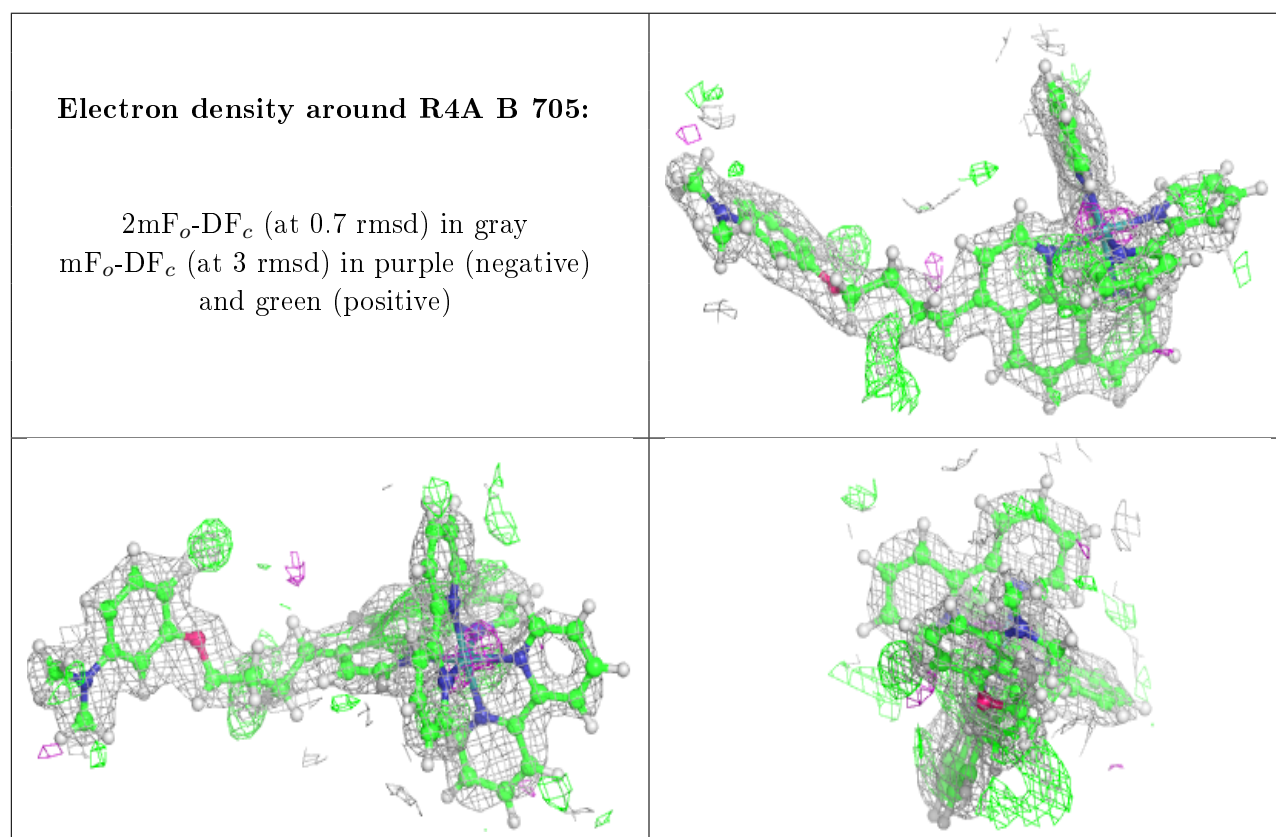 Electron density around R4A B 705:
2mFₒ-DF𝒸 (at 0.7 rmsd) in gray
mFₒ-DF𝒸 (at 3 rmsd) in purple (negative)
and green (positive)